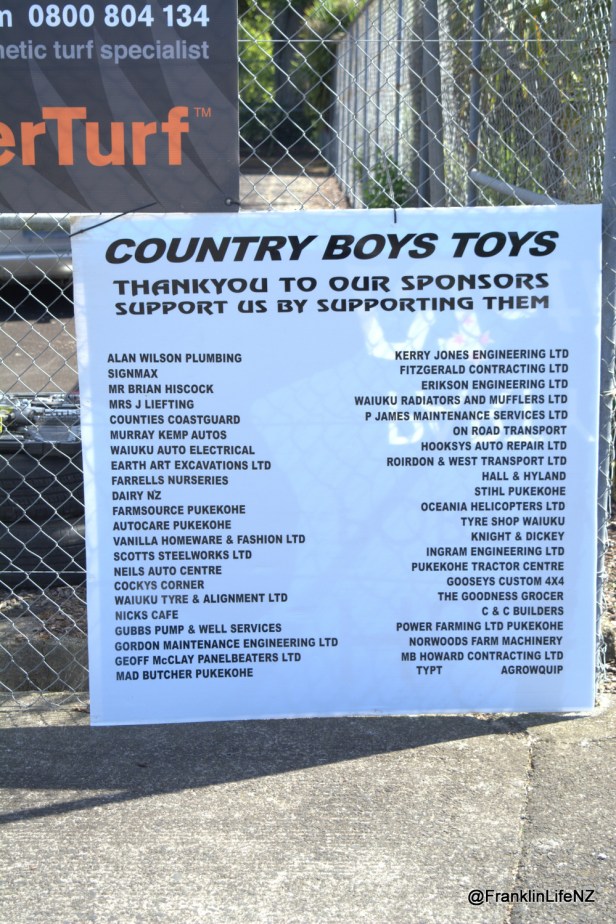 0800 804 134
turf specialist
erTurf™
COUNTRY BOYS TOYS
THANKYOU TO OUR SPONSORS
SUPPORT US BY SUPPORTING THEM
ALAN WILSON PLUMBING
SIGNMAX
MR BRIAN HISCOCK
MRS J LIEFTING
COUNTIES COASTGUARD
MURRAY KEMP AUTOS
WAIUKU AUTO ELECTRICAL
EARTH ART EXCAVATIONS LTD
FARRELLS NURSERIES
DAIRY NZ
FARMSOURCE PUKEKOHE
AUTOCARE PUKEKOHE
VANILLA HOMEWARE & FASHION LTD
SCOTTS STEELWORKS LTD
NEILS AUTO CENTRE
COCKYS CORNER
WAIUKU TYRE & ALIGNMENT LTD
NICKS CAFE
GUBBS PUMP & WELL SERVICES
GORDON MAINTENANCE ENGINEERING LTD
GEOFF McCLAY PANELBEATERS LTD
MAD BUTCHER PUKEKOHE
KERRY JONES ENGINEERING LTD
FITZGERALD CONTRACTING LTD
ERIKSON ENGINEERING LTD
WAIUKU RADIATORS AND MUFFLERS LTD
P JAMES MAINTENANCE SERVICES LTD
ON ROAD TRANSPORT
HOOKSYS AUTO REPAIR LTD
ROIRDON & WEST TRANSPORT LTD
HALL & HYLAND
STIHL PUKEKOHE
OCEANIA HELICOPTERS LTD
TYRE SHOP WAIUKU
KNIGHT & DICKEY
INGRAM ENGINEERING LTD
PUKEKOHE TRACTOR CENTRE
GOOSEYS CUSTOM 4X4
THE GOODNESS GROCER
C & C BUILDERS
POWER FARMING LTD PUKEKOHE
NORWOODS FARM MACHINERY
MB HOWARD CONTRACTING LTD
TYPT AGROWQUIP
@FranklinLifeNZ